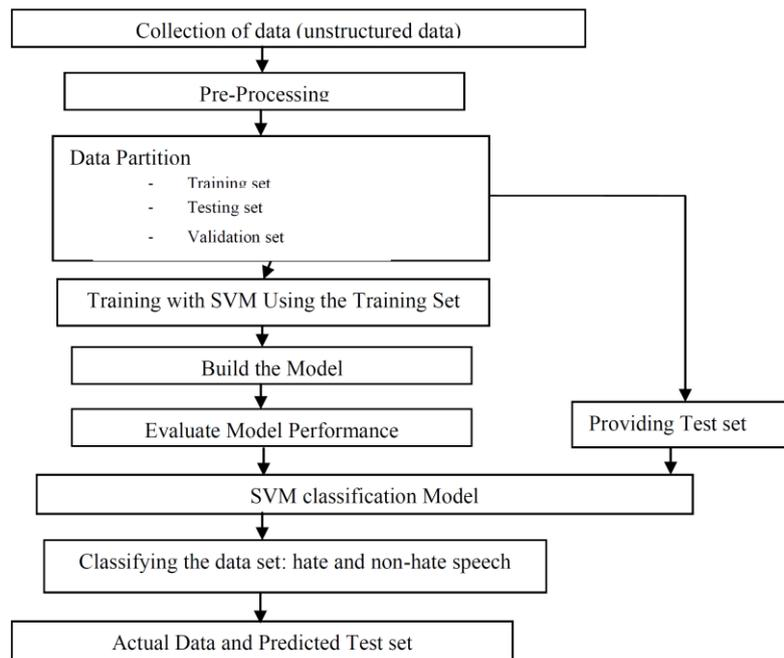 Collection of data (unstructured data)
Pre-Processing
Data Partition
- Training set
- Testing set
- Validation set
Training with SVM Using the Training Set
Build the Model
Evaluate Model Performance
Providing Test set
SVM classification Model
Classifying the data set: hate and non-hate speech
Actual Data and Predicted Test set